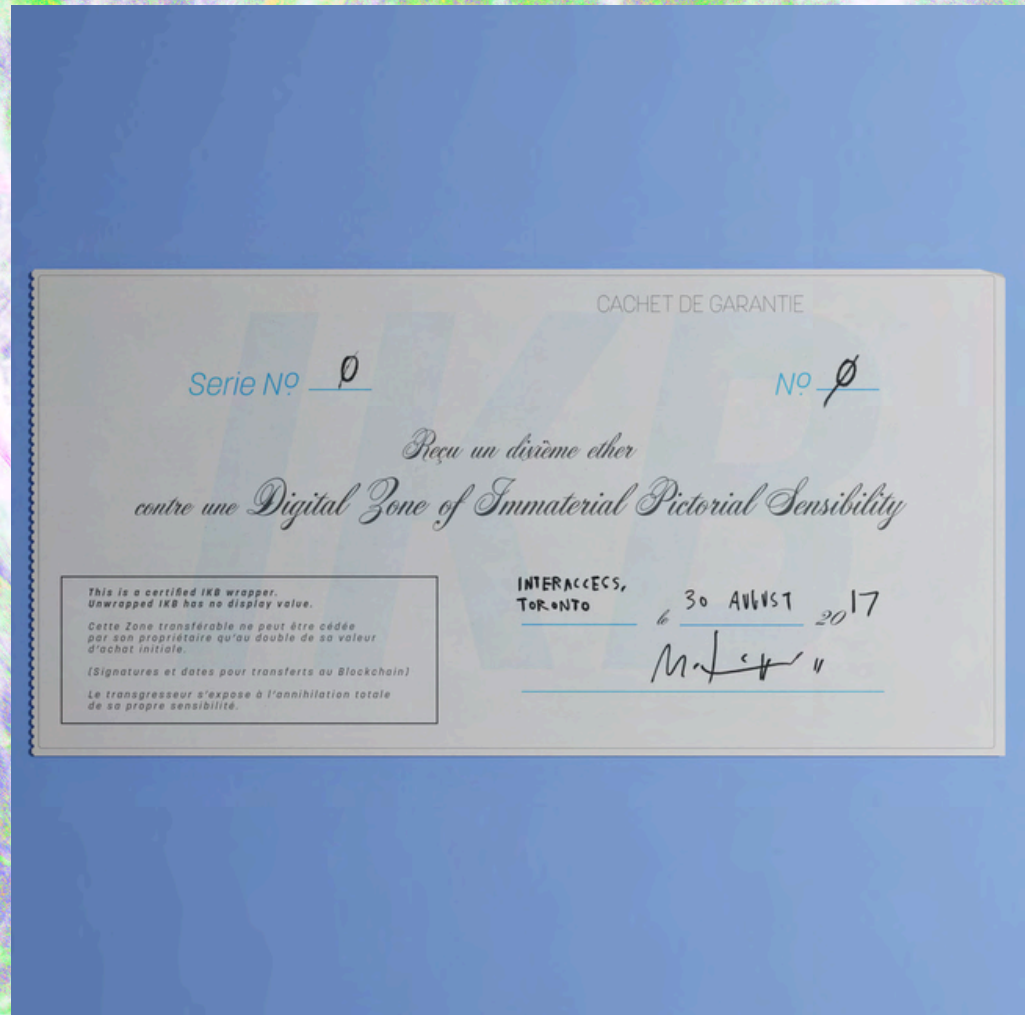 CACHET DE GARANTIE
Serie Nº 0
Nº 0
Reçu un dixième ether
contre une Digital Zone of Immaterial Pictorial Sensibility
This is a certified IKB wrapper.
Unwrapped IKB has no display value.
Cette Zone transférable ne peut être cédée
par son propriétaire qu'au double de sa valeur
d'achat initiale.
(Signatures et dates pour transferts au Blockchain)
Le transgresseur s'expose à l'annihilation totale
de sa propre sensibilité.
INTERACCESS,
TORONTO
le 30 AUGUST 2017
IKB